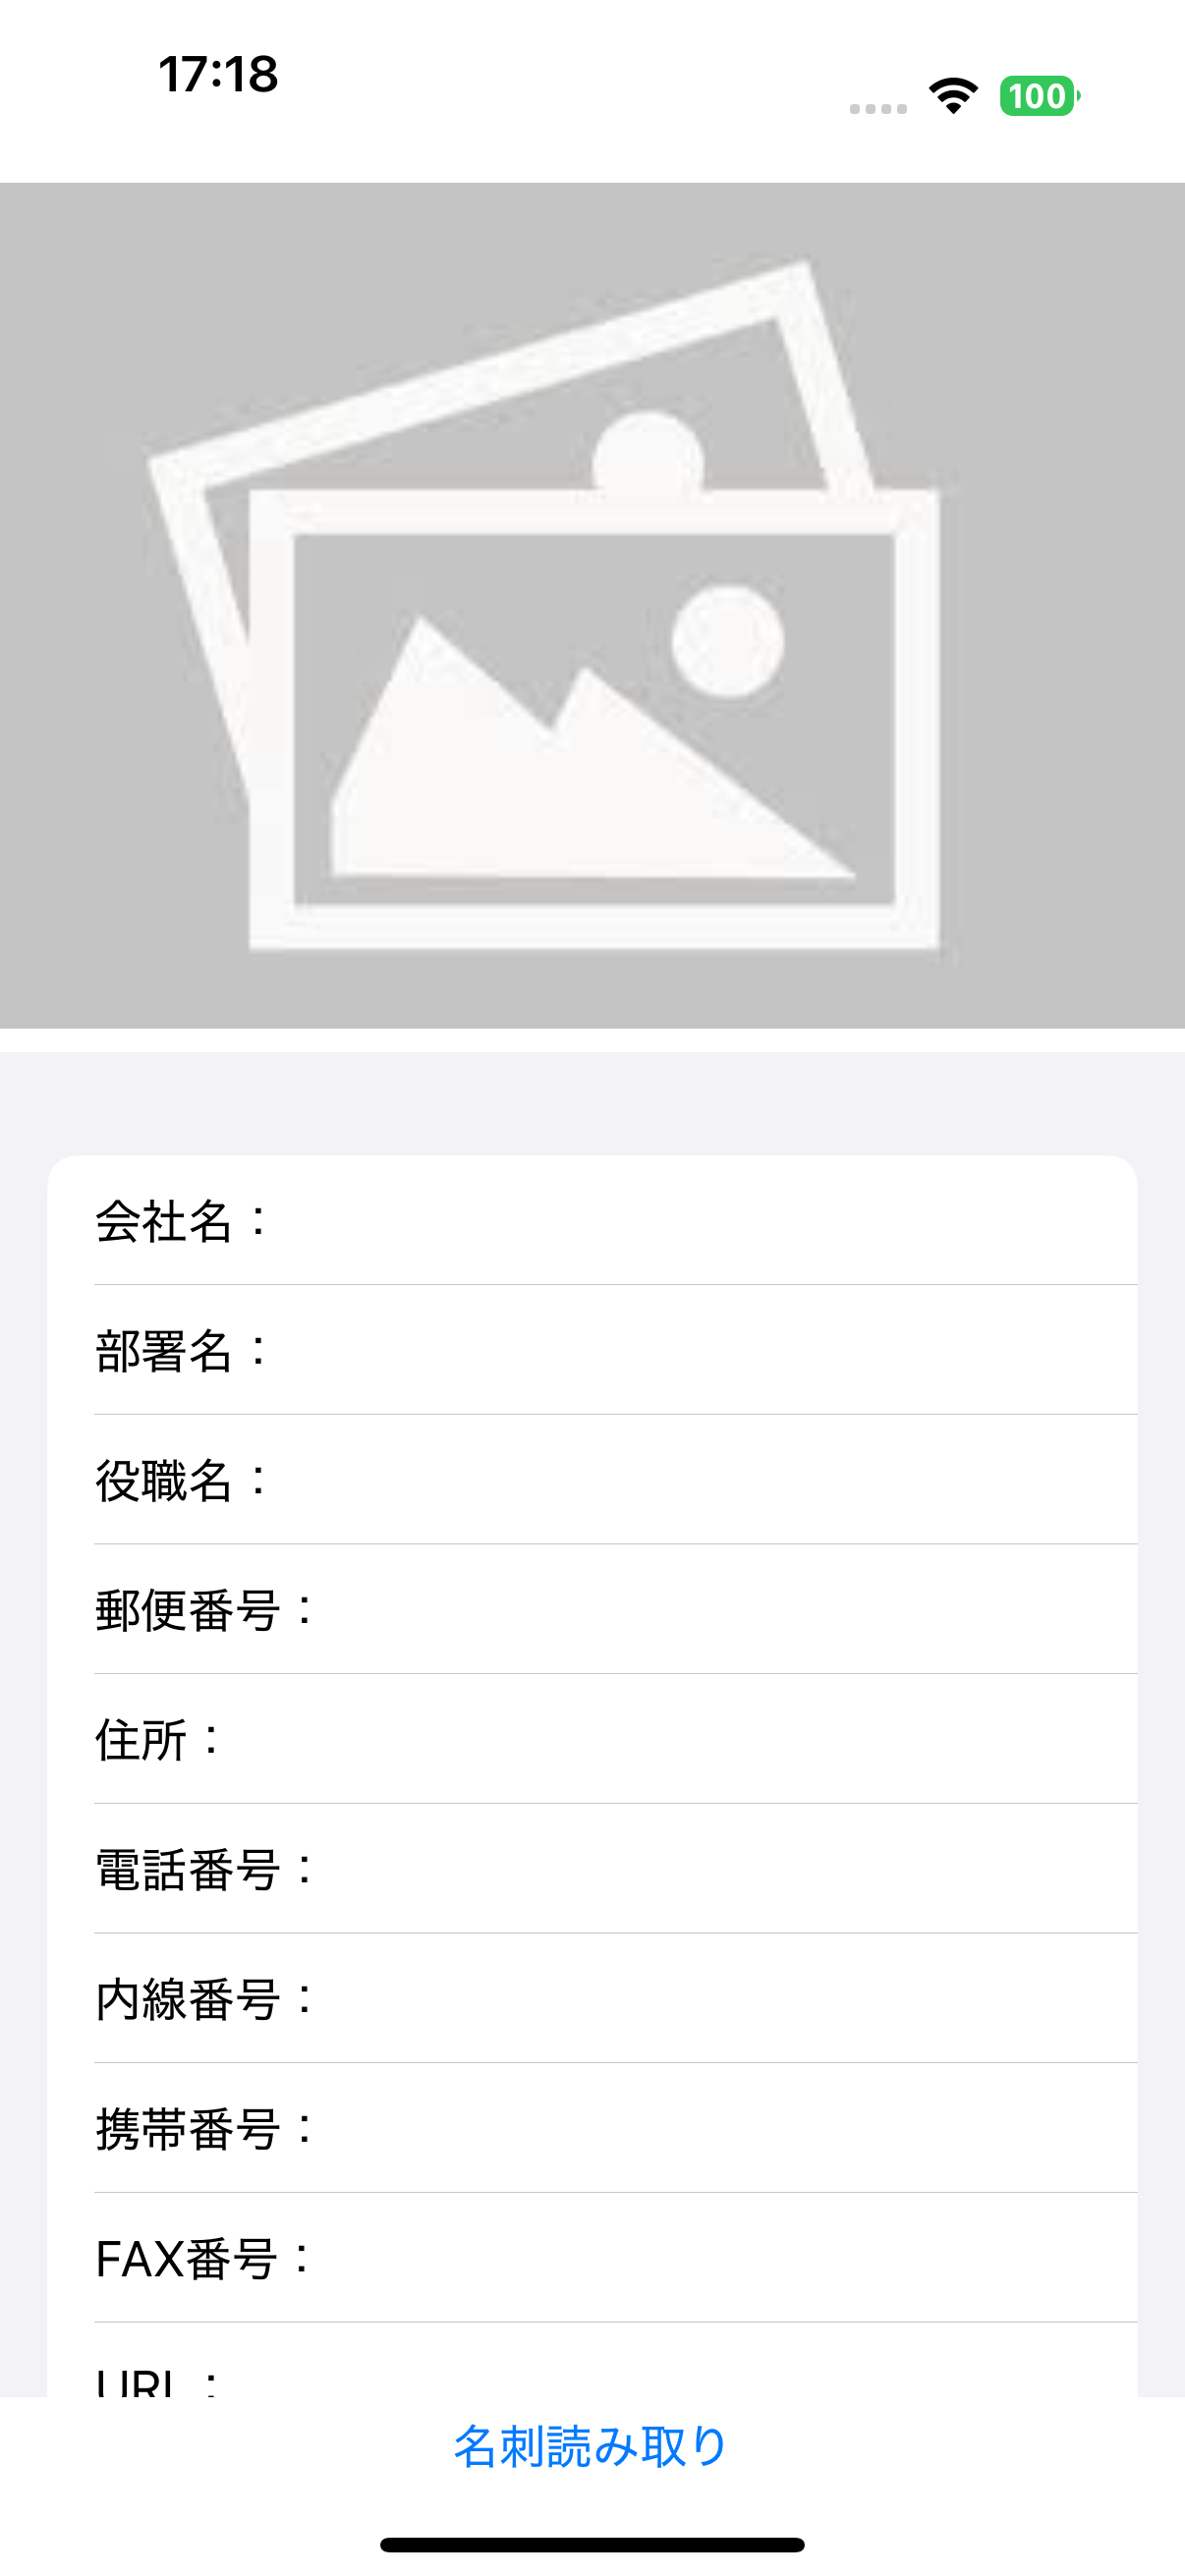 17:18
100
会社名：
部署名：
役職名：
郵便番号：
住所：
電話番号：
内線番号：
携帯番号：
FAX番号：
URL：
名刺読み取り